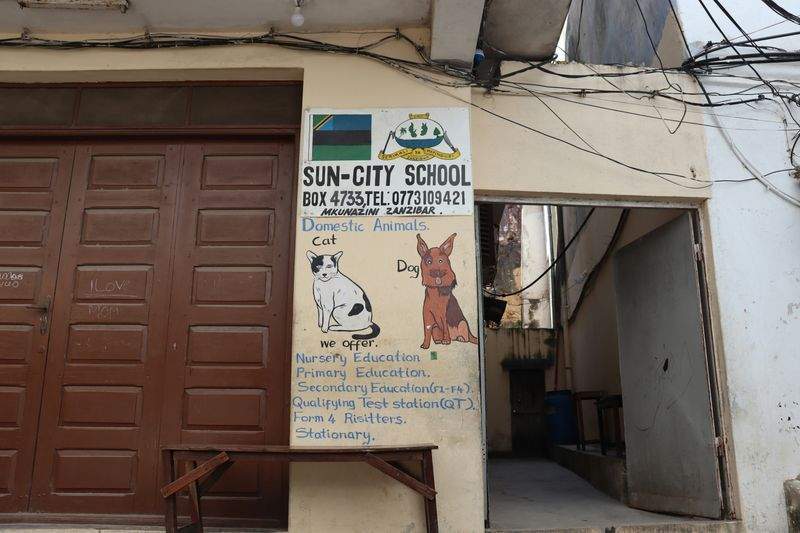 SUN-CITY SCHOOL
BOX 4733,TEL: 0773109421
MKUNAZINI ZANZIBAR.
Domestic Animals.
Cat
Dog
we offer.
Nursery Education
Primary Education.
Secondary Education(F1-F4).
Qualifying Test station(QT).
Form 4 Risitters.
Stationary.
I Love
MOM